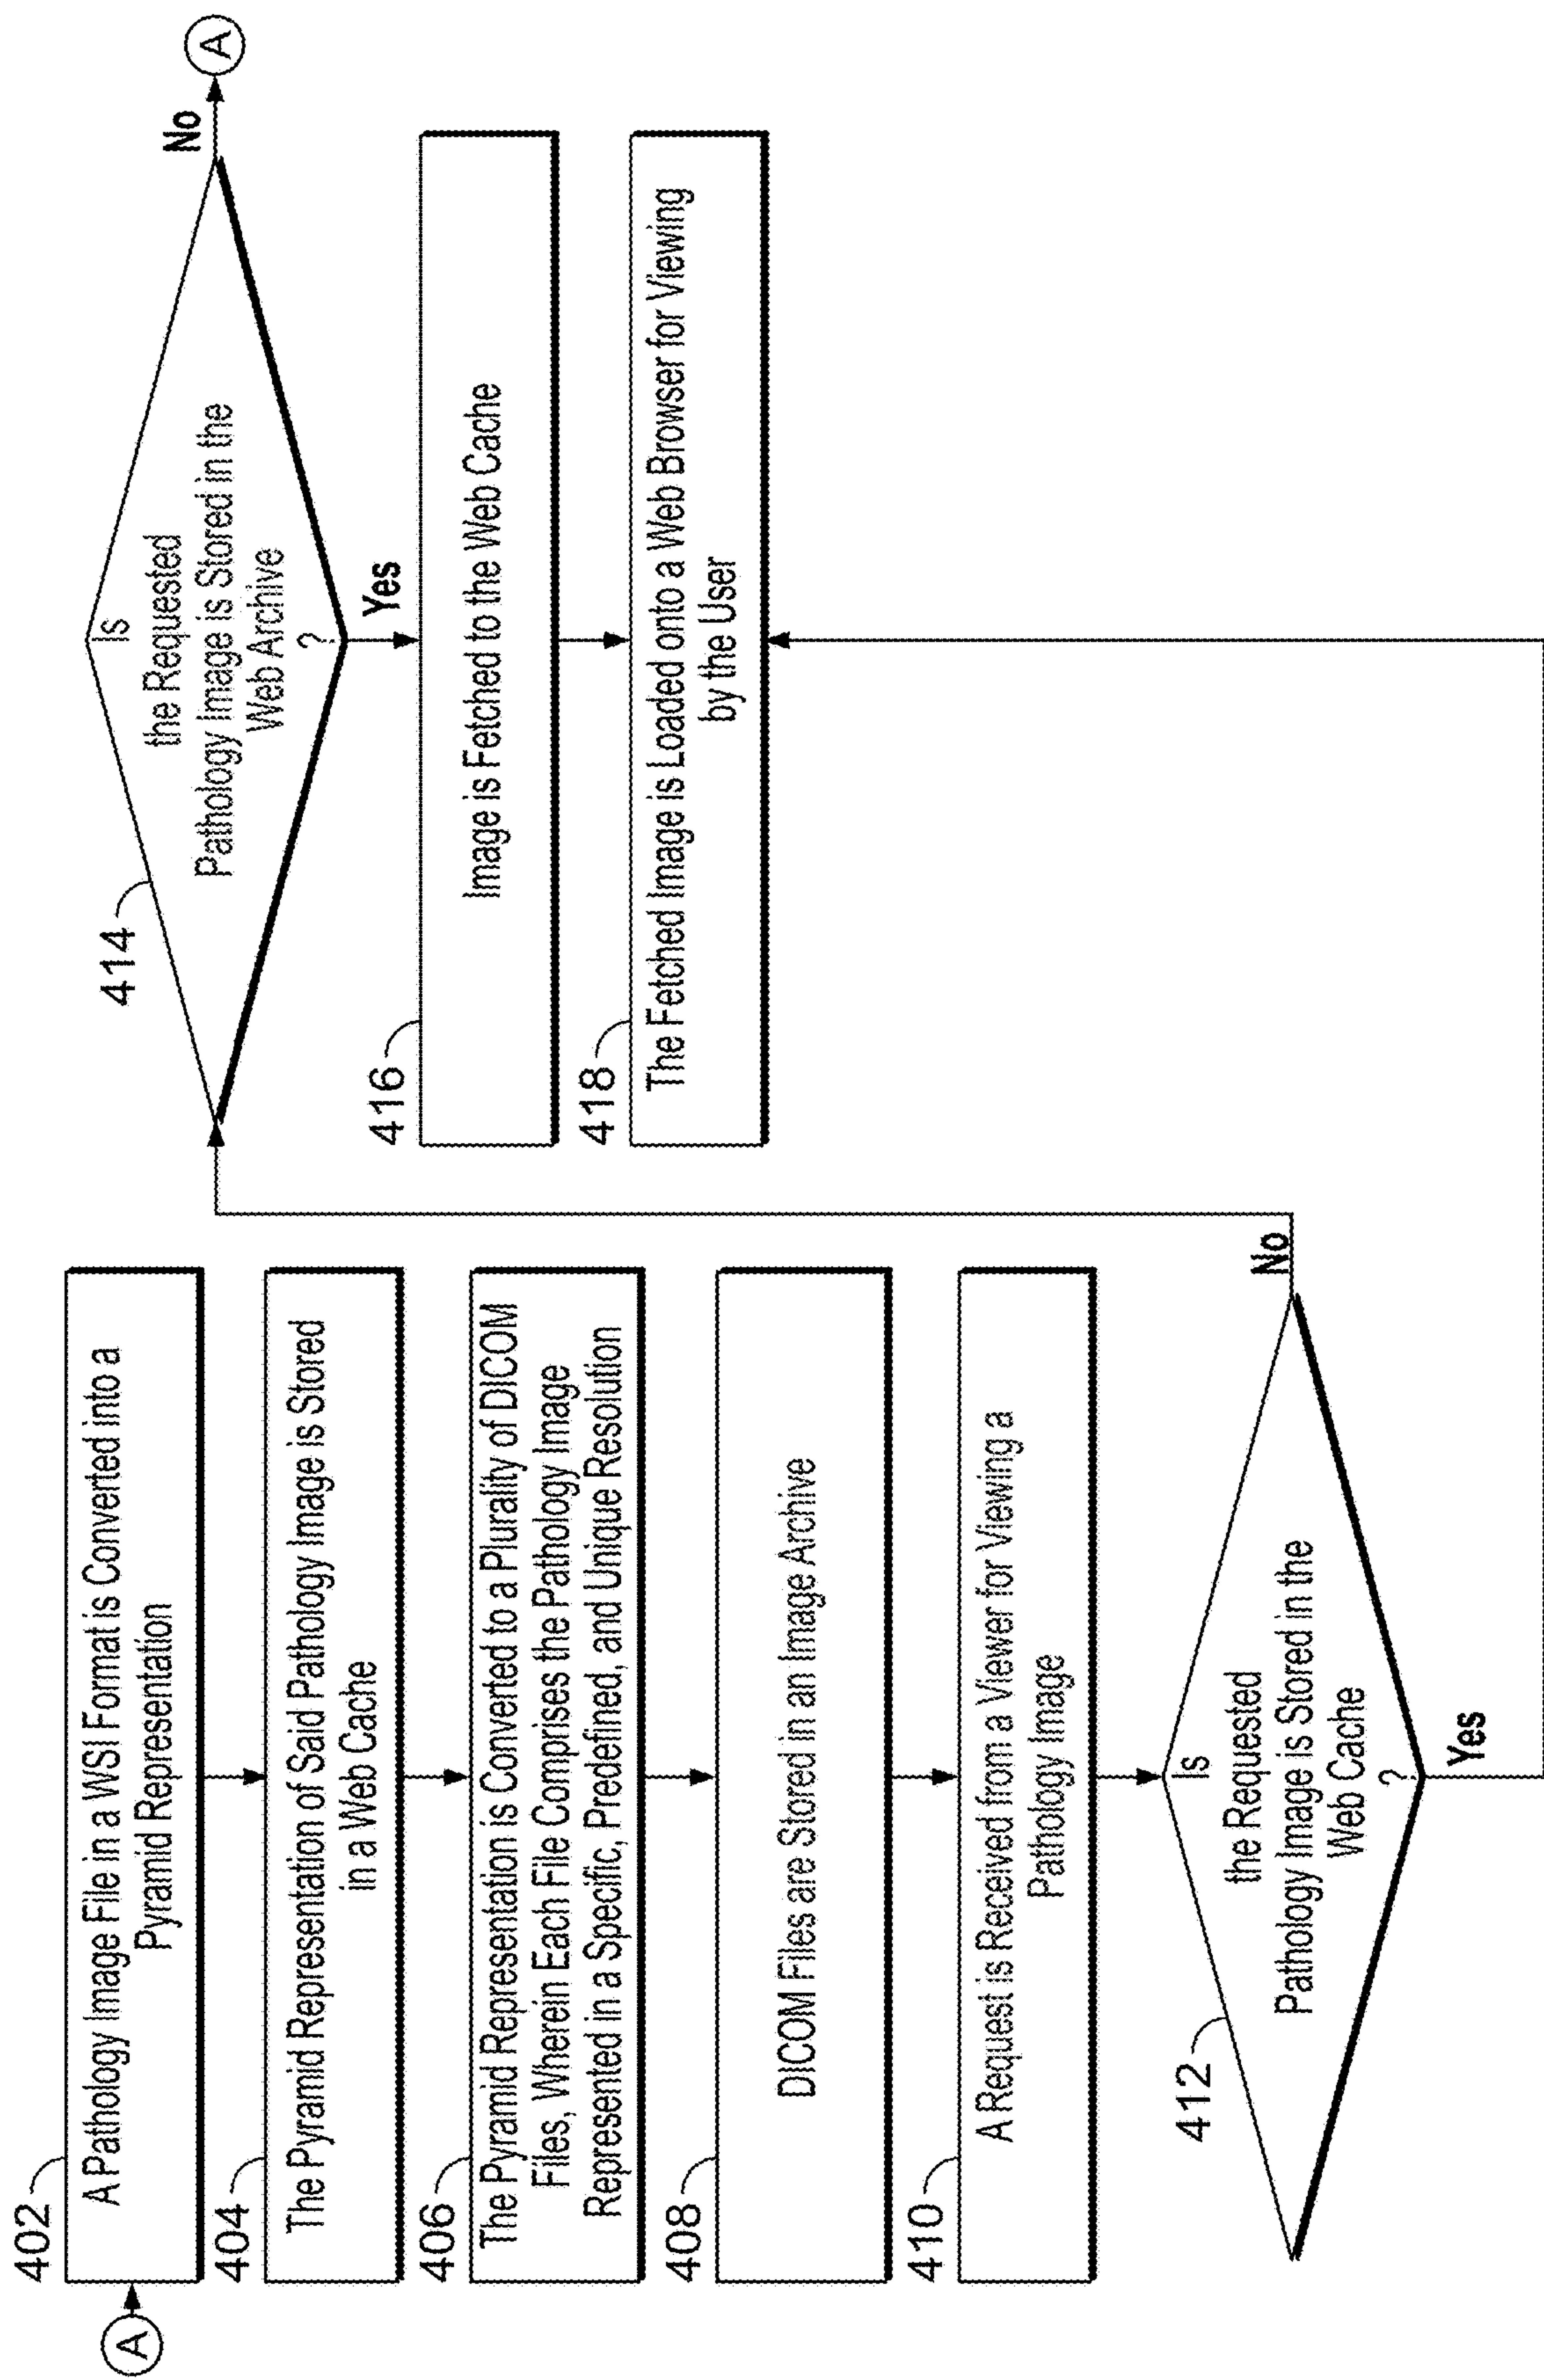 A
402
A Pathology Image File in a WSI Format is Converted into a
Pyramid Representation
404
The Pyramid Representation of Said Pathology Image is Stored
in a Web Cache
406
The Pyramid Representation is Converted to a Plurality of DICOM
Files, Wherein Each File Comprises the Pathology Image
Represented in a Specific, Predefined, and Unique Resolution
408
DICOM Files are Stored in an Image Archive
410
A Request is Received from a Viewer for Viewing a
Pathology Image
412
Is
the Requested
Pathology Image is Stored in the
Web Cache
?
No
Yes
414
Is
the Requested
Pathology Image is Stored in the
Web Archive
?
No
A
Yes
416
Image is Fetched to the Web Cache
418
The Fetched Image is Loaded onto a Web Browser for Viewing
by the User